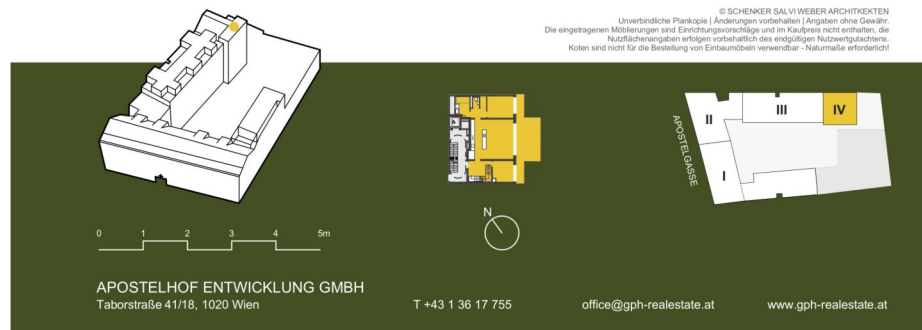 © SCHENKER SALVI WEBER ARCHITKEKTEN
Unverbindliche Plankopie | Änderungen vorbehalten | Angaben ohne Gewähr.
Die eingetragenen Möblierungen sind Einrichtungsvorschläge und im Kaufpreis nicht enthalten, die
Nutzflächenangaben erfolgen vorbehaltlich des endgültigen Nutzwertgutachtens.
Koten sind nicht für die Bestellung von Einbaumöbeln verwendbar - Naturmaße erforderlich!
II
III
IV
I
APOSTELGASSE
N
0 1 2 3 4 5m
APOSTELHOF ENTWICKLUNG GMBH
Taborstraße 41/18, 1020 Wien
T +43 1 36 17 755
office@gph-realestate.at
www.gph-realestate.at